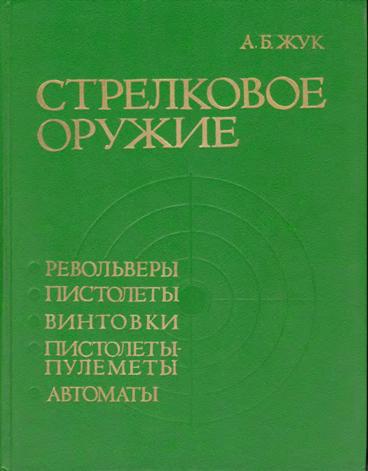 А. Б. ЖУК
СТРЕЛКОВОЕ
ОРУЖИЕ
РЕВОЛЬВЕРЫ
ПИСТОЛЕТЫ
ВИНТОВКИ
ПИСТОЛЕТЫ-
ПУЛЕМЕТЫ
АВТОМАТЫ